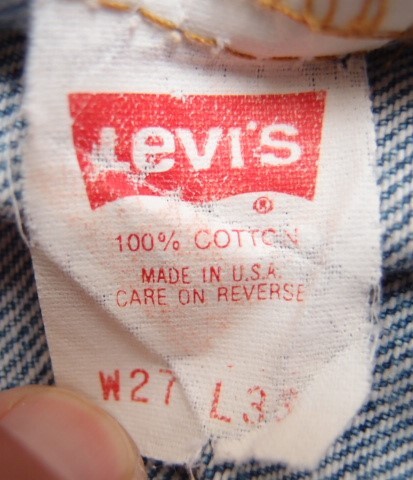 LeVI'S
®
100% COTTON
MADE IN U.S.A.
CARE ON REVERSE
W27